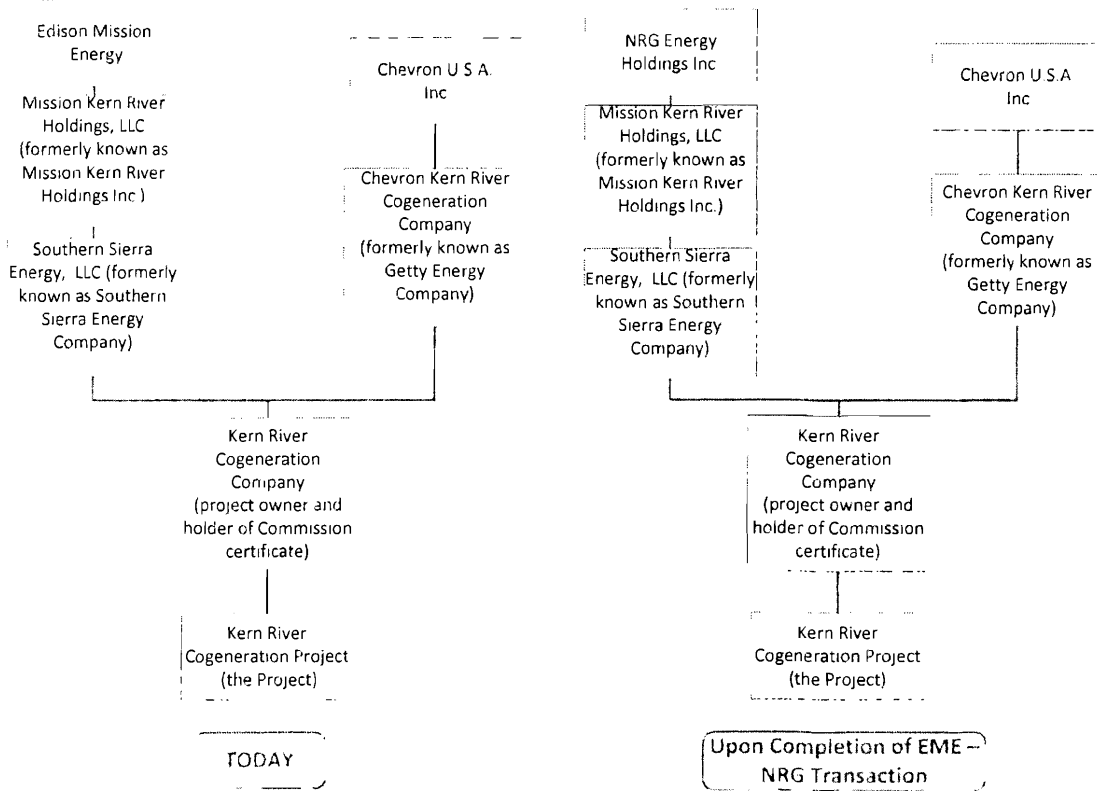 Edison Mission
Energy
Mission Kern River
Holdings, LLC
(formerly known as
Mission Kern River
Holdings Inc )
Southern Sierra
Energy, LLC (formerly
known as Southern
Sierra Energy
Company)
Chevron U S A.
Inc
Chevron Kern River
Cogeneration
Company
(formerly known as
Getty Energy
Company)
Kern River
Cogeneration
Company
(project owner and
holder of Commission
certificate)
Kern River
Cogeneration Project
(the Project)
TODAY
NRG Energy
Holdings Inc
Mission Kern River
Holdings, LLC
(formerly known as
Mission Kern River
Holdings Inc.)
Southern Sierra
Energy, LLC (formerly
known as Southern
Sierra Energy
Company)
Chevron U.S.A
Inc
Chevron Kern River
Cogeneration
Company
(formerly known as
Getty Energy
Company)
Kern River
Cogeneration
Company
(project owner and
holder of Commission
certificate)
Kern River
Cogeneration Project
(the Project)
Upon Completion of EME –
NRG Transaction